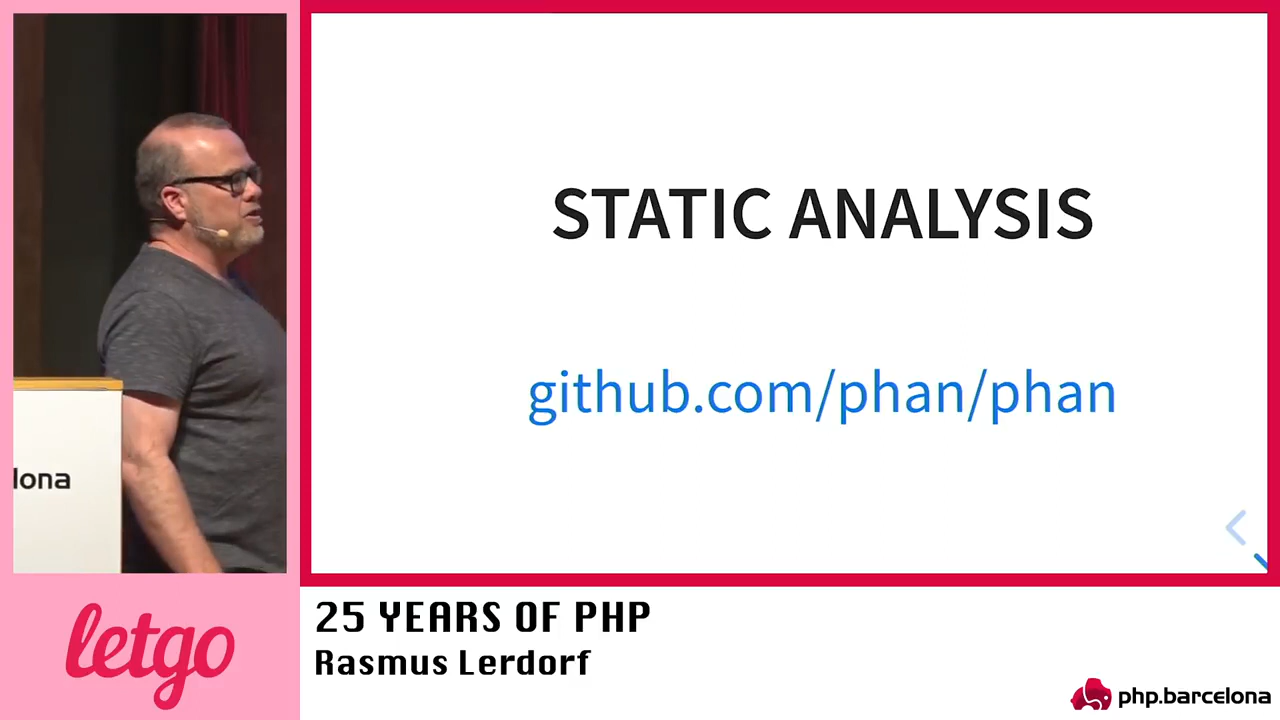 STATIC ANALYSIS
github.com/phan/phan
lona
letgo
25 YEARS OF PHP
Rasmus Lerdorf
php.barcelona